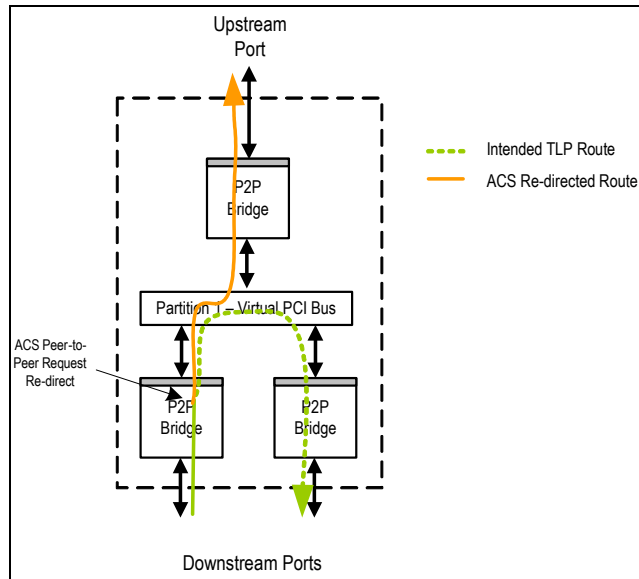 Upstream
Port
Intended TLP Route
ACS Re-directed Route
P2P
Bridge
Partition 1 – Virtual PCI Bus
ACS Peer-to-
Peer Request
Re-direct
P2P
Bridge
P2P
Bridge
Downstream Ports